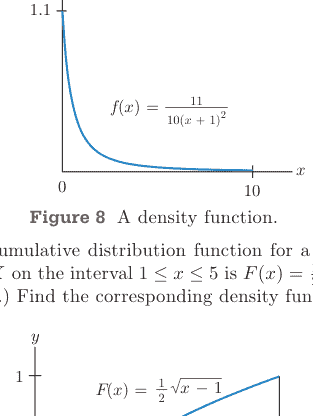 1.1
f(x) = 11 / 10(x + 1)²
x
0
10
Figure 8 A density function.
cumulative distribution function for a
on the interval 1 ≤ x ≤ 5 is F(x) =
.) Find the corresponding density fun
y
1
F(x) = 1/2 √x − 1